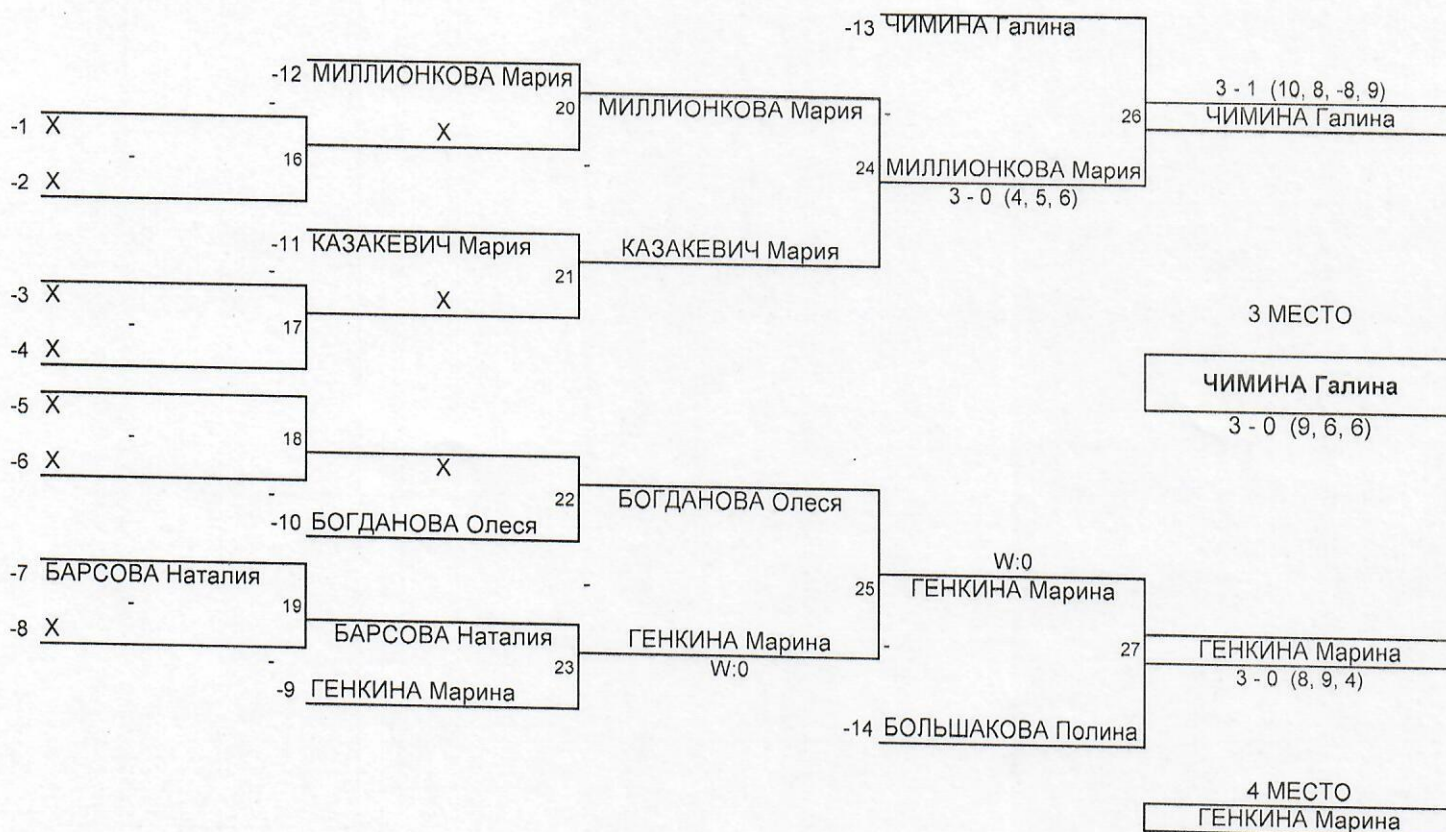 -13 ЧИМИНА Галина
-12 МИЛЛИОНКОВА Мария
-
20
МИЛЛИОНКОВА Мария
-
26
3 - 1 (10, 8, -8, 9)
ЧИМИНА Галина
-1 X
-
16
X
-2 X
-
24
МИЛЛИОНКОВА Мария
3 - 0 (4, 5, 6)
-11 КАЗАКЕВИЧ Мария
-
21
КАЗАКЕВИЧ Мария
-3 X
-
17
X
-4 X
3 МЕСТО
ЧИМИНА Галина
3 - 0 (9, 6, 6)
-5 X
-
18
X
-6 X
-
22
БОГДАНОВА Олеся
-10 БОГДАНОВА Олеся
-7 БАРСОВА Наталия
-
19
-8 X
-
25
W:0
ГЕНКИНА Марина
БАРСОВА Наталия
-
23
ГЕНКИНА Марина
W:0
-9 ГЕНКИНА Марина
-
27
ГЕНКИНА Марина
3 - 0 (8, 9, 4)
-14 БОЛЬШАКОВА Полина
4 МЕСТО
ГЕНКИНА Марина